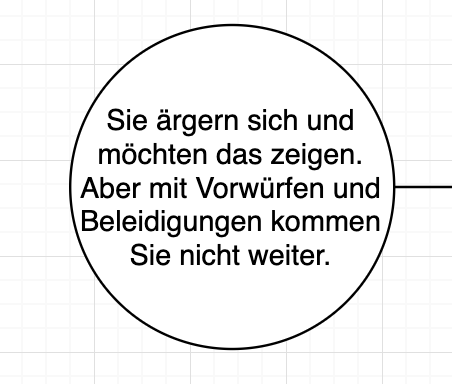 Sie ärgern sich und
möchten das zeigen.
Aber mit Vorwürfen und
Beleidigungen kommen
Sie nicht weiter.